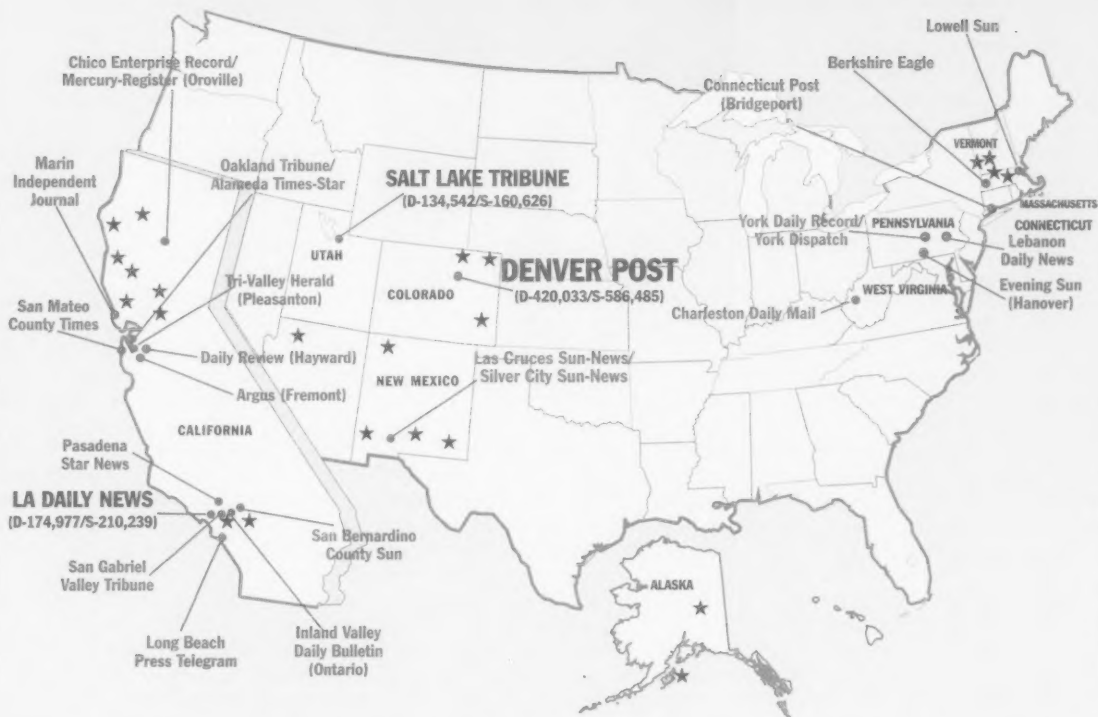 Lowell Sun
Chico Enterprise Record/
Mercury-Register (Oroville)
Berkshire Eagle
Connecticut Post
(Bridgeport)
VERMONT
Marin
Independent
Journal
Oakland Tribune/
Alameda Times-Star
SALT LAKE TRIBUNE
(D-134,542/S-160,626)
MASSACHUSETTS
York Daily Record/
York Dispatch
PENNSYLVANIA
CONNECTICUT
Lebanon
Daily News
UTAH
Tri-Valley Herald
(Pleasanton)
DENVER POST
(D-420,033/S-586,485)
COLORADO
WEST VIRGINIA
Evening Sun
(Hanover)
San Mateo
County Times
Charleston Daily Mail
Daily Review (Hayward)
Las Cruces Sun-News/
Silver City Sun-News
NEW MEXICO
Argus (Fremont)
CALIFORNIA
Pasadena
Star News
LA DAILY NEWS
(D-174,977/S-210,239)
San Bernardino
County Sun
San Gabriel
Valley Tribune
ALASKA
Long Beach
Press Telegram
Inland Valley
Daily Bulletin
(Ontario)